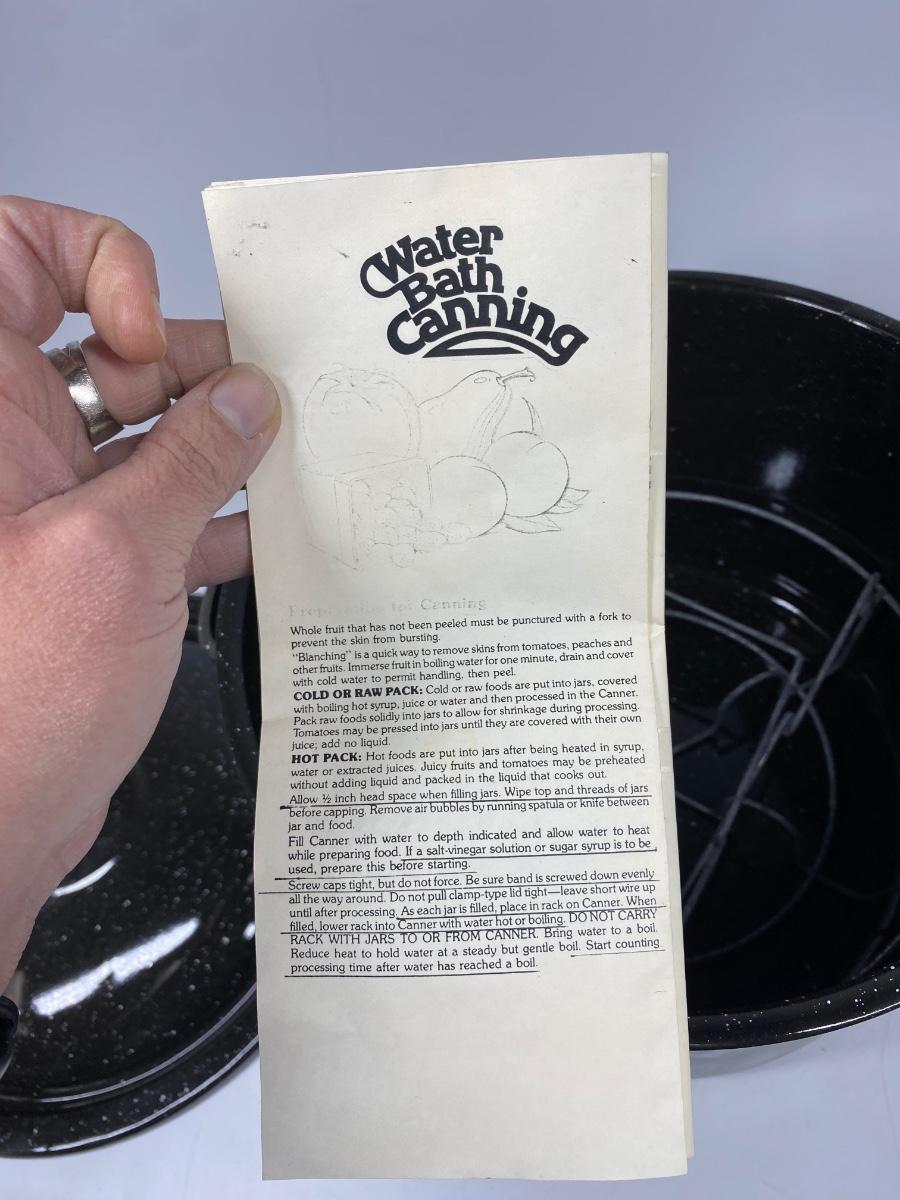 Water
Bath
Canning
Preparation for Canning
Whole fruit that has not been peeled must be punctured with a fork to
prevent the skin from bursting.
"Blanching" is a quick way to remove skins from tomatoes, peaches and
other fruits. Immerse fruit in boiling water for one minute, drain and cover
with cold water to permit handling, then peel.
COLD OR RAW PACK: Cold or raw foods are put into jars, covered
with boiling hot syrup, juice or water and then processed in the Canner.
Pack raw foods solidly into jars to allow for shrinkage during processing.
Tomatoes may be pressed into jars until they are covered with their own
juice; add no liquid.
HOT PACK: Hot foods are put into jars after being heated in syrup,
water or extracted juices. Juicy fruits and tomatoes may be preheated
without adding liquid and packed in the liquid that cooks out.
Allow ½ inch head space when filling jars. Wipe top and threads of jars
before capping. Remove air bubbles by running spatula or knife between
jar and food.
Fill Canner with water to depth indicated and allow water to heat
while preparing food. If a salt-vinegar solution or sugar syrup is to be
used, prepare this before starting.
Screw caps tight, but do not force. Be sure band is screwed down evenly
all the way around. Do not pull clamp-type lid tight—leave short wire up
until after processing. As each jar is filled, place in rack on Canner. When
filled, lower rack into Canner with water hot or boiling. DO NOT CARRY
RACK WITH JARS TO OR FROM CANNER. Bring water to a boil.
Reduce heat to hold water at a steady but gentle boil. Start counting
processing time after water has reached a boil.